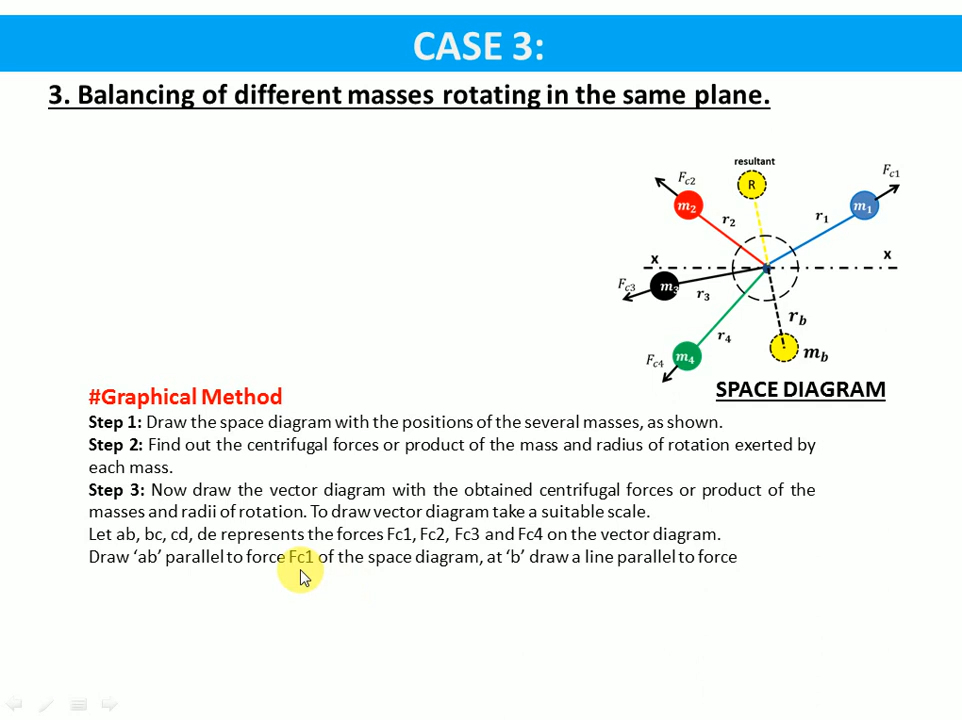 CASE 3:
3. Balancing of different masses rotating in the same plane.
resultant
R
Fc2
Fc1
m2
m1
r2
r1
x
x
Fc3
m3
r3
rb
r4
Fc4
m4
mb
SPACE DIAGRAM
#Graphical Method
Step 1: Draw the space diagram with the positions of the several masses, as shown.
Step 2: Find out the centrifugal forces or product of the mass and radius of rotation exerted by
each mass.
Step 3: Now draw the vector diagram with the obtained centrifugal forces or product of the
masses and radii of rotation. To draw vector diagram take a suitable scale.
Let ab, bc, cd, de represents the forces Fc1, Fc2, Fc3 and Fc4 on the vector diagram.
Draw ‘ab’ parallel to force Fc1 of the space diagram, at ‘b’ draw a line parallel to force